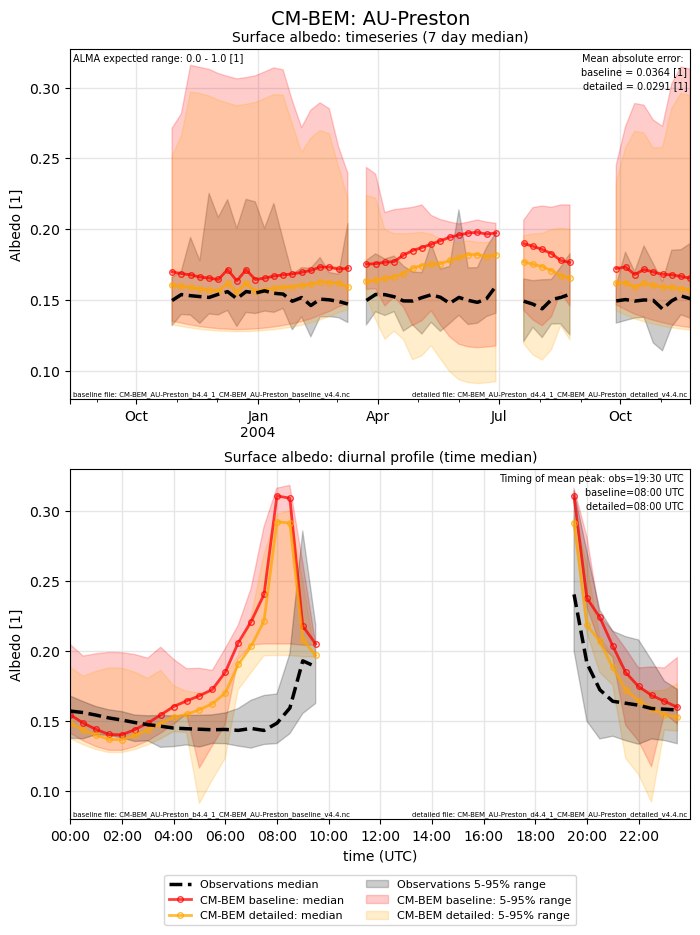 CM-BEM: AU-Preston
Surface albedo: timeseries (7 day median)
ALMA expected range: 0.0 - 1.0 [1]
Mean absolute error:
baseline = 0.0364 [1]
detailed = 0.0291 [1]
0.30
0.25
0.20
0.15
0.10
Albedo [1]
baseline file: CM-BEM_AU-Preston_b4.4_1_CM-BEM_AU-Preston_baseline_v4.4.nc
detailed file: CM-BEM_AU-Preston_d4.4_1_CM-BEM_AU-Preston_detailed_v4.4.nc
Oct Jan Apr Jul Oct
2004
Surface albedo: diurnal profile (time median)
Timing of mean peak: obs=19:30 UTC
baseline=08:00 UTC
detailed=08:00 UTC
0.30
0.25
0.20
0.15
0.10
Albedo [1]
baseline file: CM-BEM_AU-Preston_b4.4_1_CM-BEM_AU-Preston_baseline_v4.4.nc
detailed file: CM-BEM_AU-Preston_d4.4_1_CM-BEM_AU-Preston_detailed_v4.4.nc
00:00 02:00 04:00 06:00 08:00 10:00 12:00 14:00 16:00 18:00 20:00 22:00
time (UTC)
Observations median
CM-BEM baseline: median
CM-BEM detailed: median
Observations 5-95% range
CM-BEM baseline: 5-95% range
CM-BEM detailed: 5-95% range